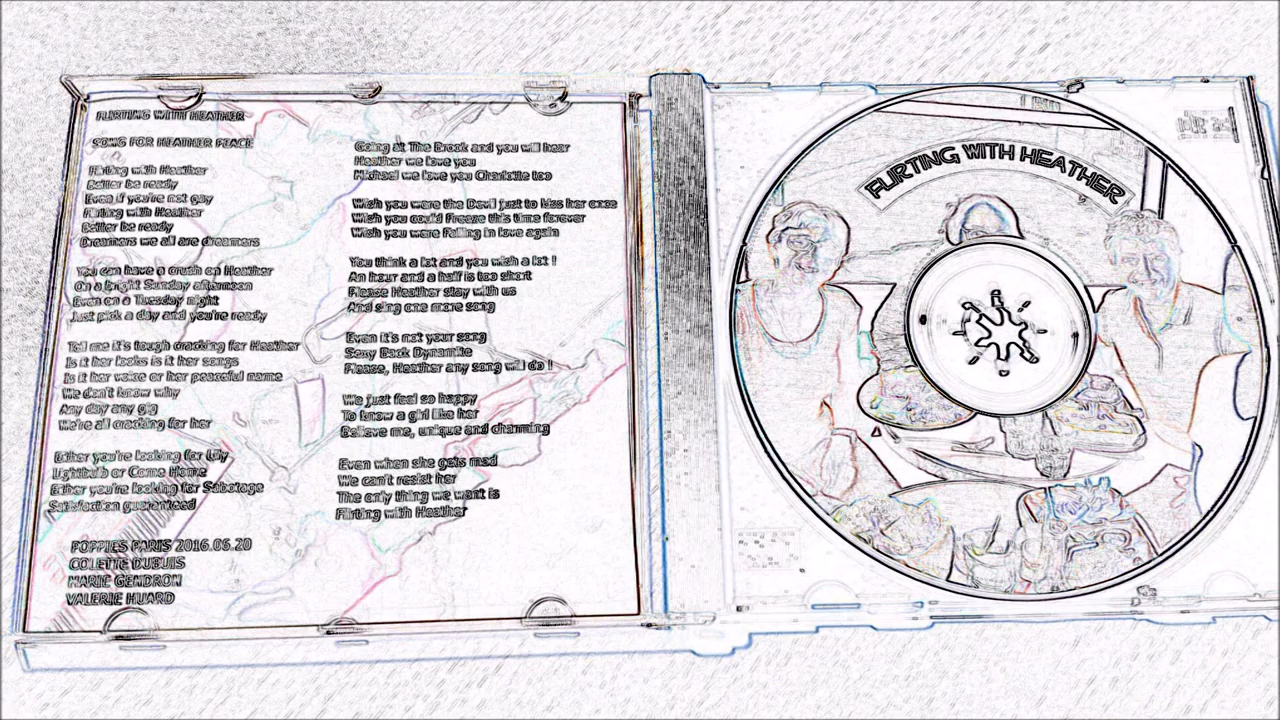 FLIRTING WITH HEATHER
SONG FOR HEATHER PEACE
Flirting with Heather
Better be ready
Even if you're not gay
Flirting with Heather
Better be ready
Dreamers we all are dreamers
You can have a crush on Heather
On a bright Sunday afternoon
Even on a Tuesday night
Just pick a day and you're ready
Tell me it's tough cracking for Heather
Is it her looks is it her songs
Is it her voice or her peaceful name
We don't know why
Any day any gig
We're all cracking for her
Either you're looking for Lily
Lightbulb or Come Home
Either you're looking for Sabotage
Satisfaction guaranteed
POPPIES PARIS 2016.06.20
COLETTE DUBUIS
MARIE GENDRON
VALERIE HUARD
Going at The Brook and you will hear
Heather we love you
Michael we love you Charlotte too
Wish you were the Devil just to kiss her once
Wish you could Freeze this time forever
Wish you were Falling in love again
You think a lot and you wish a lot !
An hour and a half is too short
Please Heather stay with us
And sing one more song
Even it's not your song
Sexy Back Dynamite
Please, Heather any song will do !
We just feel so happy
To know a girl like her
Believe me, unique and charming
Even when she gets mad
We can't resist her
The only thing we want is
Flirting with Heather
FLIRTING WITH HEATHER